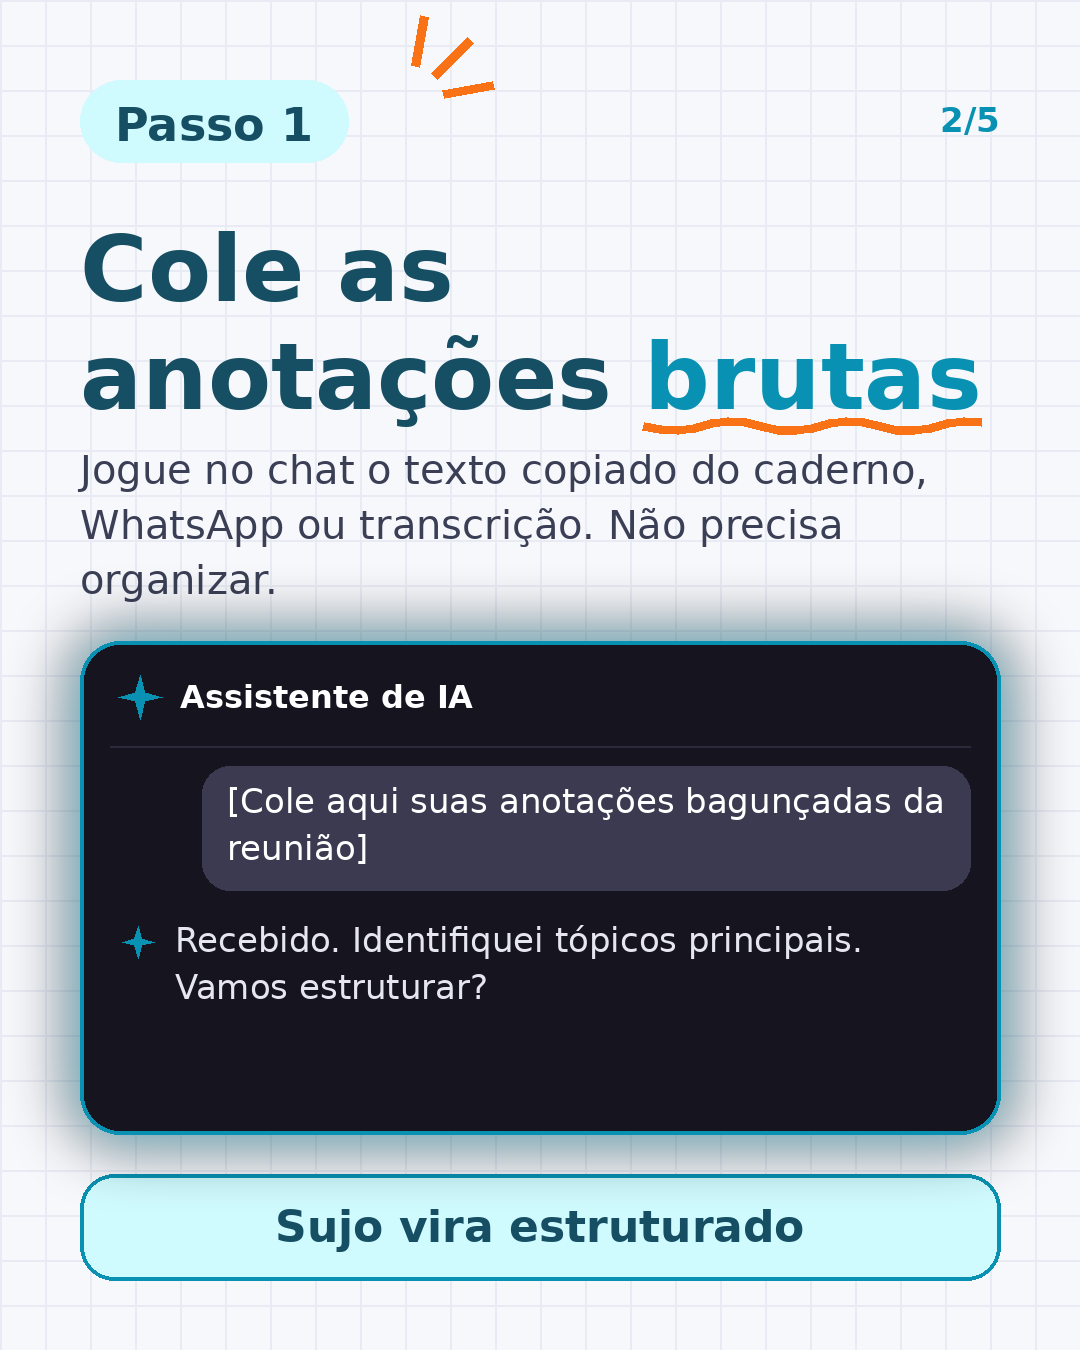 Passo 1
2/5
Cole as
anotações brutas
Jogue no chat o texto copiado do caderno,
WhatsApp ou transcrição. Não precisa
organizar.
Assistente de IA
[Cole aqui suas anotações bagunçadas da
reunião]
Recebido. Identifiquei tópicos principais.
Vamos estruturar?
Sujo vira estruturado